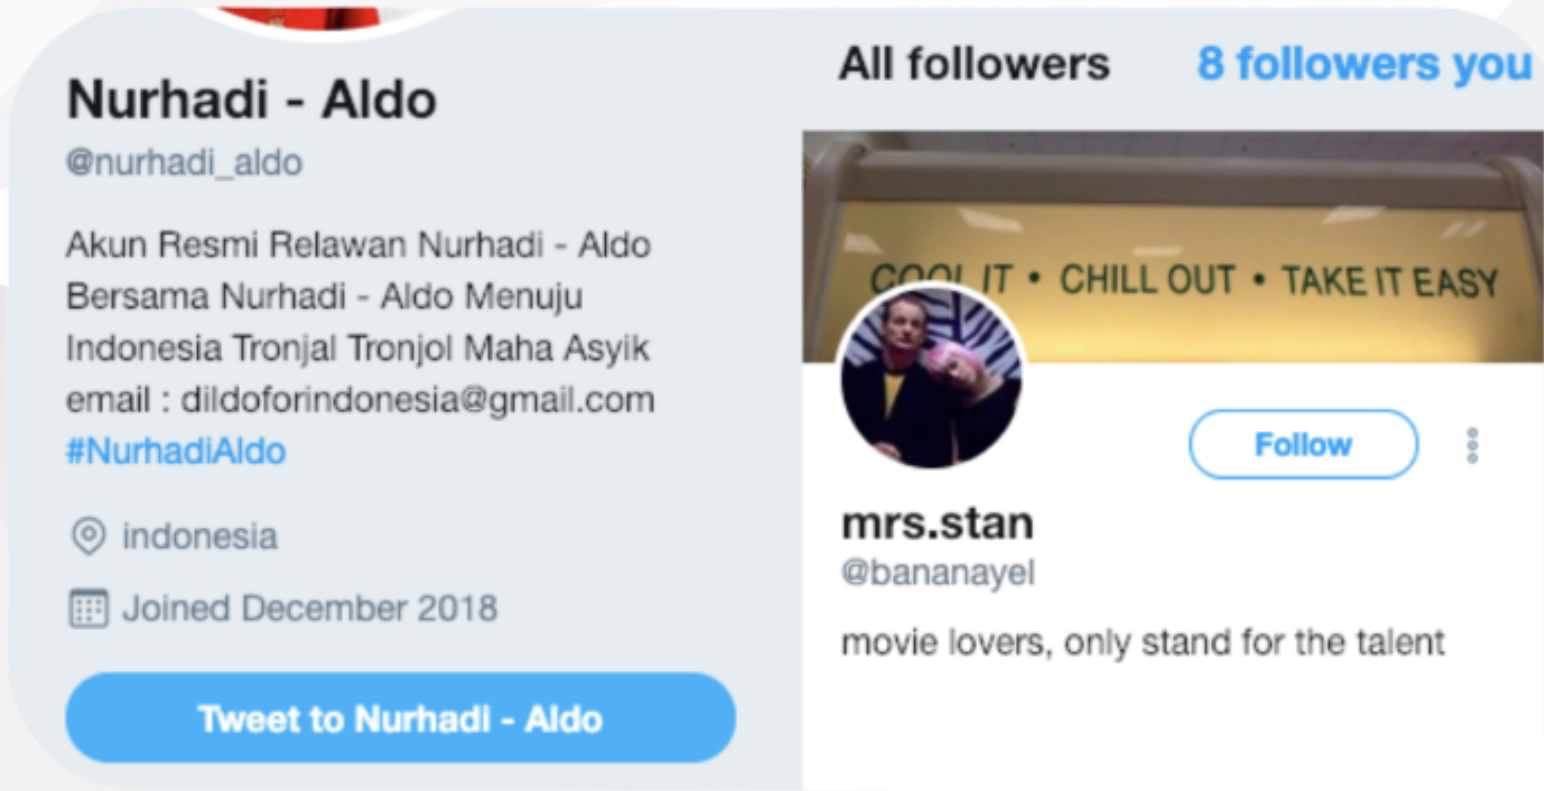 Nurhadi - Aldo
@nurhadi_aldo
Akun Resmi Relawan Nurhadi - Aldo
Bersama Nurhadi - Aldo Menuju
Indonesia Tronjal Tronjol Maha Asyik
email : dildoforindonesia@gmail.com
#NurhadiAldo
indonesia
Joined December 2018
Tweet to Nurhadi - Aldo
All followers 8 followers you
COOL IT • CHILL OUT • TAKE IT EASY
Follow
mrs.stan
@bananayel
movie lovers, only stand for the talent